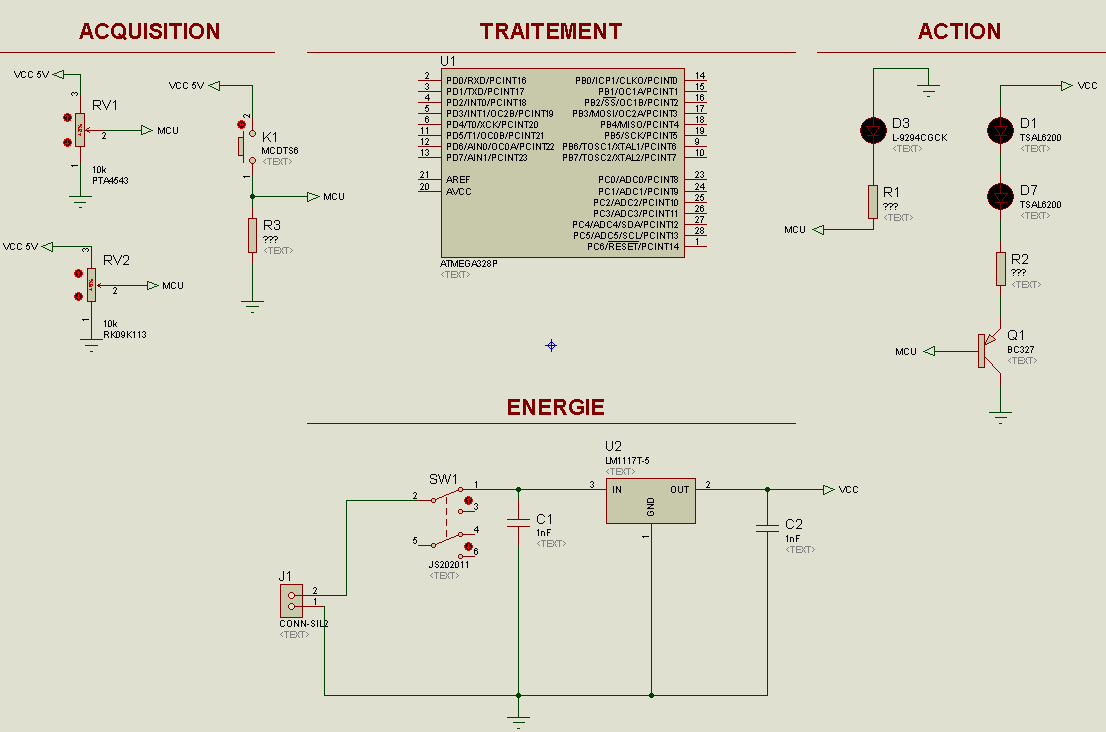 ACQUISITION
VCC 5V
3
RV1
46%
2
MCU
1
10k
PTA4543
VCC 5V
2
K1
MCDTS6
<TEXT>
1
MCU
R3
???
<TEXT>
VCC 5V
3
RV2
2
MCU
1
10k
RK09K113
TRAITEMENT
U1
2 PD0/RXD/PCINT16 PB0/ICP1/CLKO/PCINT0 14
3 PD1/TXD/PCINT17 PB1/OC1A/PCINT1 15
4 PD2/INT0/PCINT18 PB2/SS/OC1B/PCINT2 16
5 PD3/INT1/OC2B/PCINT19 PB3/MOSI/OC2A/PCINT3 17
6 PD4/T0/XCK/PCINT20 PB4/MISO/PCINT4 18
11 PD5/T1/OC0B/PCINT21 PB5/SCK/PCINT5 19
12 PD6/AIN0/OC0A/PCINT22 PB6/TOSC1/XTAL1/PCINT6 9
13 PD7/AIN1/PCINT23 PB7/TOSC2/XTAL2/PCINT7 10
21 AREF PC0/ADC0/PCINT8 23
20 AVCC PC1/ADC1/PCINT9 24
PC2/ADC2/PCINT10 25
PC3/ADC3/PCINT11 26
PC4/ADC4/SDA/PCINT12 27
PC5/ADC5/SCL/PCINT13 28
PC6/RESET/PCINT14 1
ATMEGA328P
<TEXT>
ACTION
D3
L-9294CGCK
<TEXT>
R1
???
<TEXT>
MCU
VCC
D1
TSAL6200
<TEXT>
D7
TSAL6200
<TEXT>
R2
???
<TEXT>
Q1
BC327
<TEXT>
MCU
ENERGIE
SW1
2
1
3
4
5
6
JS202011
<TEXT>
J1
2
1
CONN-SIL2
<TEXT>
C1
1nF
<TEXT>
U2
LM1117T-5
<TEXT>
3 IN OUT 2
GND
1
VCC
C2
1nF
<TEXT>